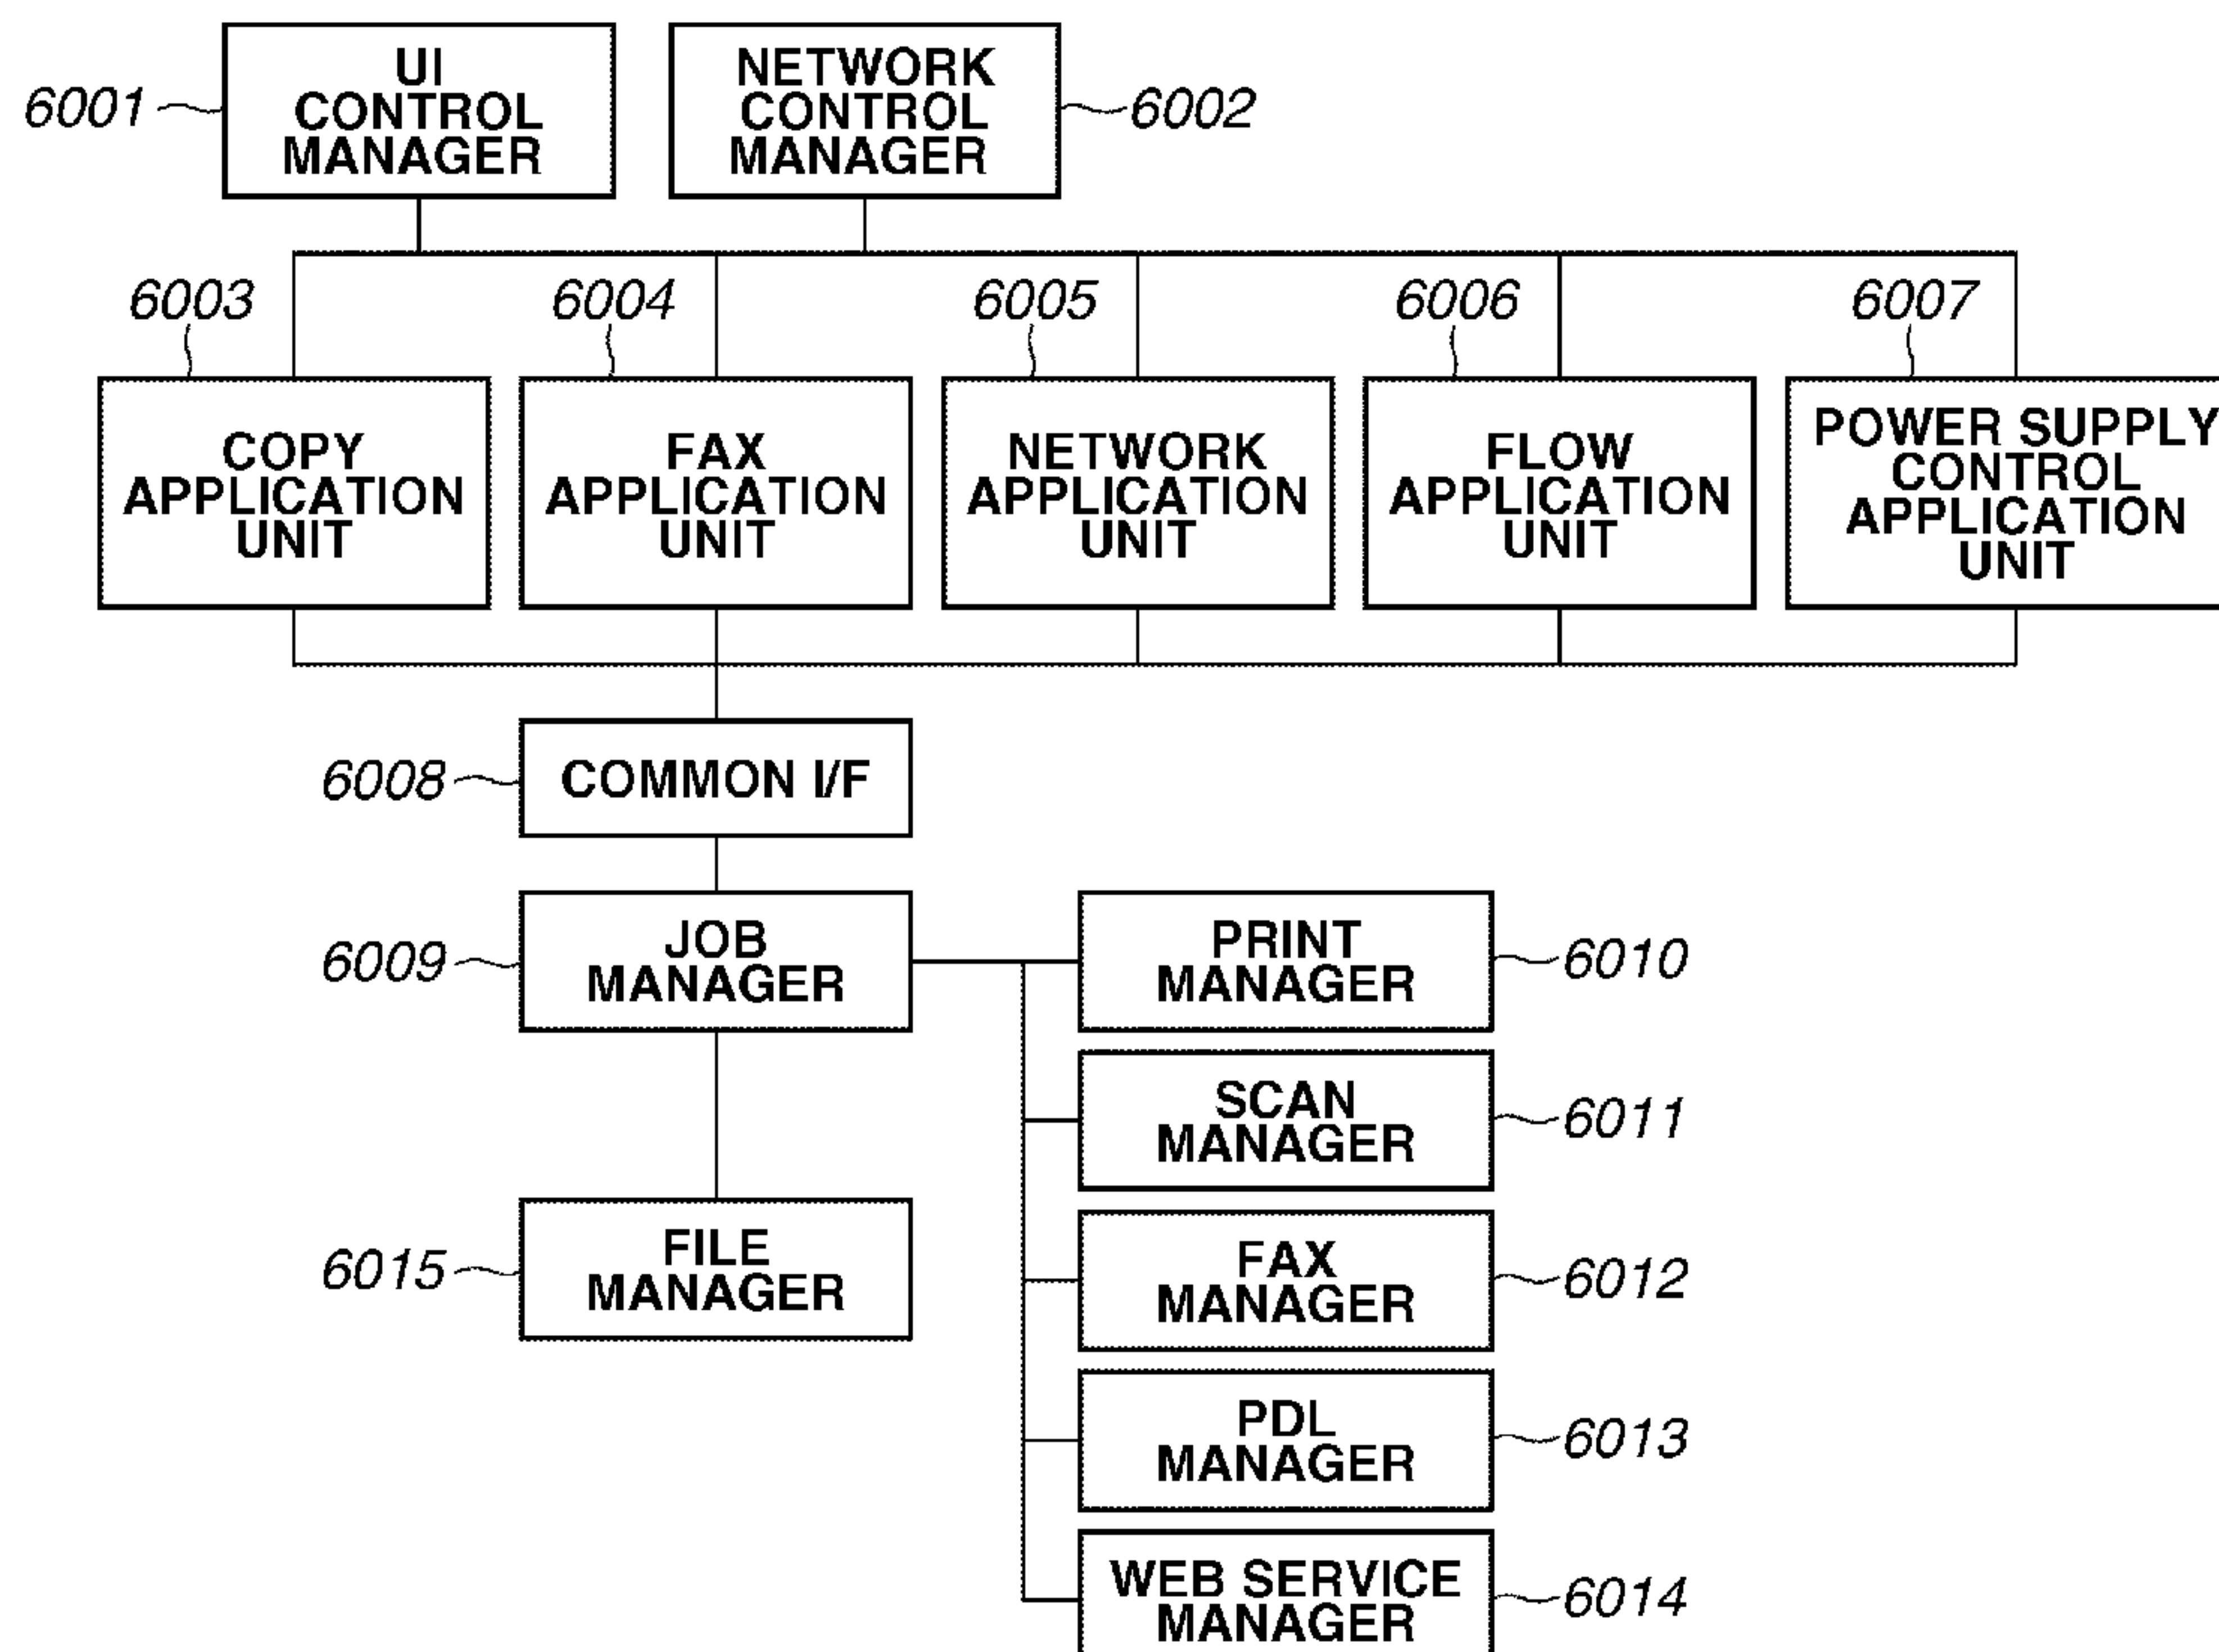 UI
CONTROL
MANAGER
6001
NETWORK
CONTROL
MANAGER
6002
6003
6004
6005
6006
6007
COPY
APPLICATION
UNIT
FAX
APPLICATION
UNIT
NETWORK
APPLICATION
UNIT
FLOW
APPLICATION
UNIT
POWER SUPPLY
CONTROL
APPLICATION
UNIT
6008
COMMON I/F
6009
JOB
MANAGER
PRINT
MANAGER
6010
SCAN
MANAGER
6011
6015
FILE
MANAGER
FAX
MANAGER
6012
PDL
MANAGER
6013
WEB SERVICE
MANAGER
6014